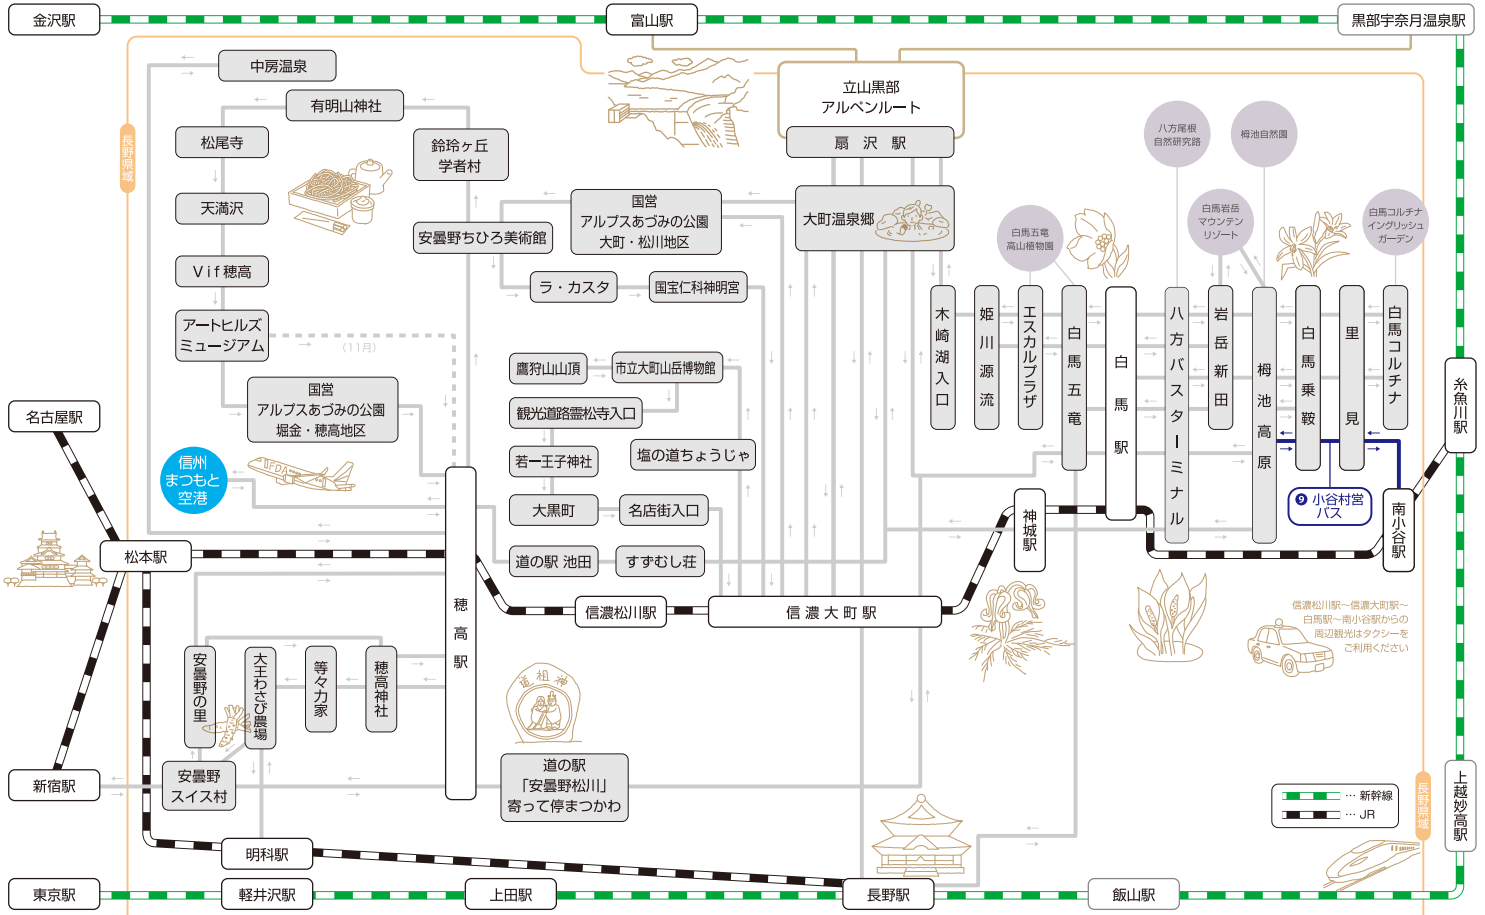 金沢駅
富山駅
黒部宇奈月温泉駅
中房温泉
有明山神社
松尾寺
天満沢
Vif穂高
アートヒルズ
ミュージアム
(11月)
国営
アルプスあづみの公園
堀金・穂高地区
長野県域
鈴玲ヶ丘
学者村
安曇野ちひろ美術館
国営
アルプスあづみの公園
大町・松川地区
ラ・カスタ
国宝仁科神明宮
立山黒部
アルペンルート
扇沢駅
大町温泉郷
八方尾根
自然研究路
栂池自然園
白馬五竜
高山植物園
白馬岩岳
マウンテン
リゾート
白馬コルチナ
イングリッシュ
ガーデン
木崎湖入口
姫川源流
エスカルプラザ
白馬五竜
白馬駅
八方バスターミナル
岩岳新田
栂池高原
白馬乗鞍
里見
白馬コルチナ
鷹狩山山頂
市立大町山岳博物館
観光道路霊松寺入口
若一王子神社
塩の道ちょうじゃ
大黒町
名店街入口
道の駅 池田
すずむし荘
名古屋駅
信州
まつもと
空港
FDA
松本駅
穂高駅
信濃松川駅
信濃大町駅
神城駅
❾ 小谷村営
バス
南小谷駅
糸魚川駅
信濃松川駅〜信濃大町駅〜
白馬駅〜南小谷駅からの
周辺観光はタクシーを
ご利用ください
安曇野の里
大王わさび農場
等々力家
穂高神社
安曇野
スイス村
道祖神
道の駅
「安曇野松川」
寄って停まつかわ
新宿駅
明科駅
… 新幹線
… JR
長野県域
上越妙高駅
東京駅
軽井沢駅
上田駅
長野駅
飯山駅